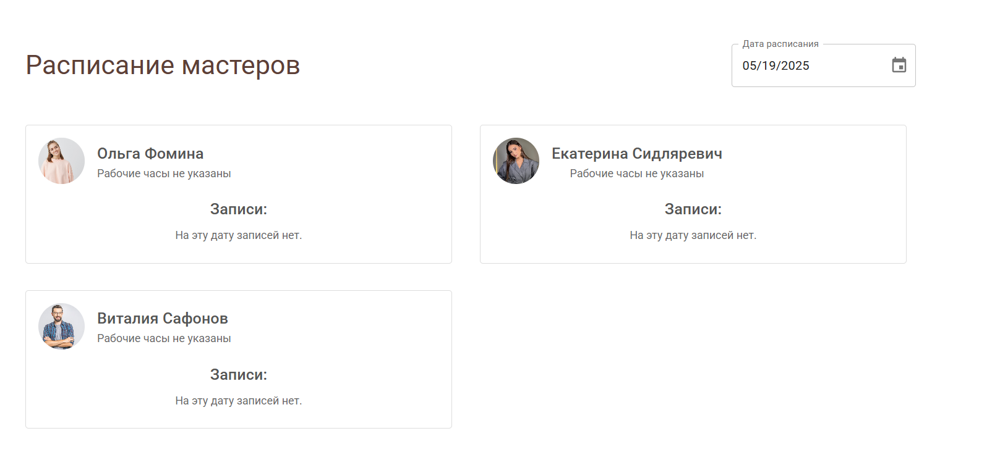 Расписание мастеров
Дата расписания
05/19/2025
Ольга Фомина
Рабочие часы не указаны
Записи:
На эту дату записей нет.
Екатерина Сидляревич
Рабочие часы не указаны
Записи:
На эту дату записей нет.
Виталия Сафонов
Рабочие часы не указаны
Записи:
На эту дату записей нет.